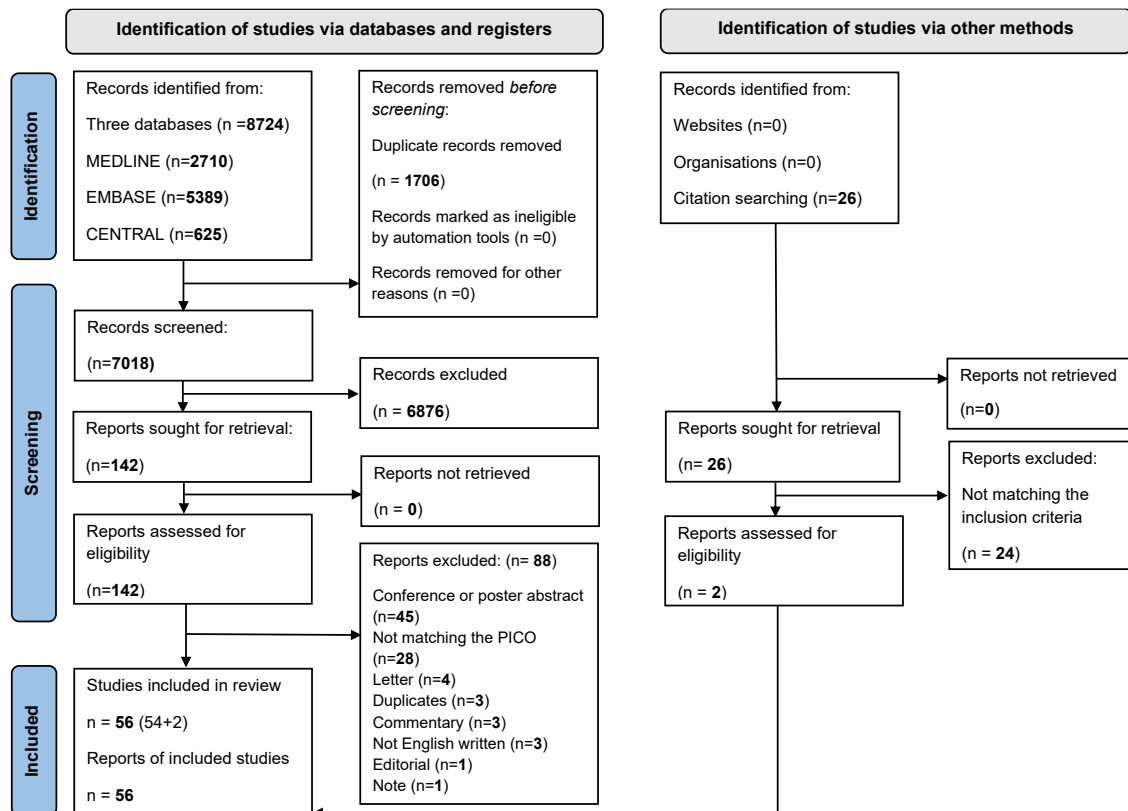 Identification of studies via databases and registers
Identification of studies via other methods
Identification
Records identified from:
Three databases (n =8724)
MEDLINE (n=2710)
EMBASE (n=5389)
CENTRAL (n=625)
Records removed before
screening:
Duplicate records removed
(n = 1706)
Records marked as ineligible
by automation tools (n =0)
Records removed for other
reasons (n =0)
Records identified from:
Websites (n=0)
Organisations (n=0)
Citation searching (n=26)
Screening
Records screened:
(n=7018)
Records excluded
(n = 6876)
Reports sought for retrieval:
(n=142)
Reports not retrieved
(n = 0)
Reports assessed for
eligibility
(n=142)
Reports excluded: (n= 88)
Conference or poster abstract
(n=45)
Not matching the PICO
(n=28)
Letter (n=4)
Duplicates (n=3)
Commentary (n=3)
Not English written (n=3)
Editorial (n=1)
Note (n=1)
Reports not retrieved
(n=0)
Reports sought for retrieval
(n= 26)
Reports excluded:
Not matching the
inclusion criteria
(n = 24)
Reports assessed for
eligibility
(n = 2)
Included
Studies included in review
n = 56 (54+2)
Reports of included studies
n = 56